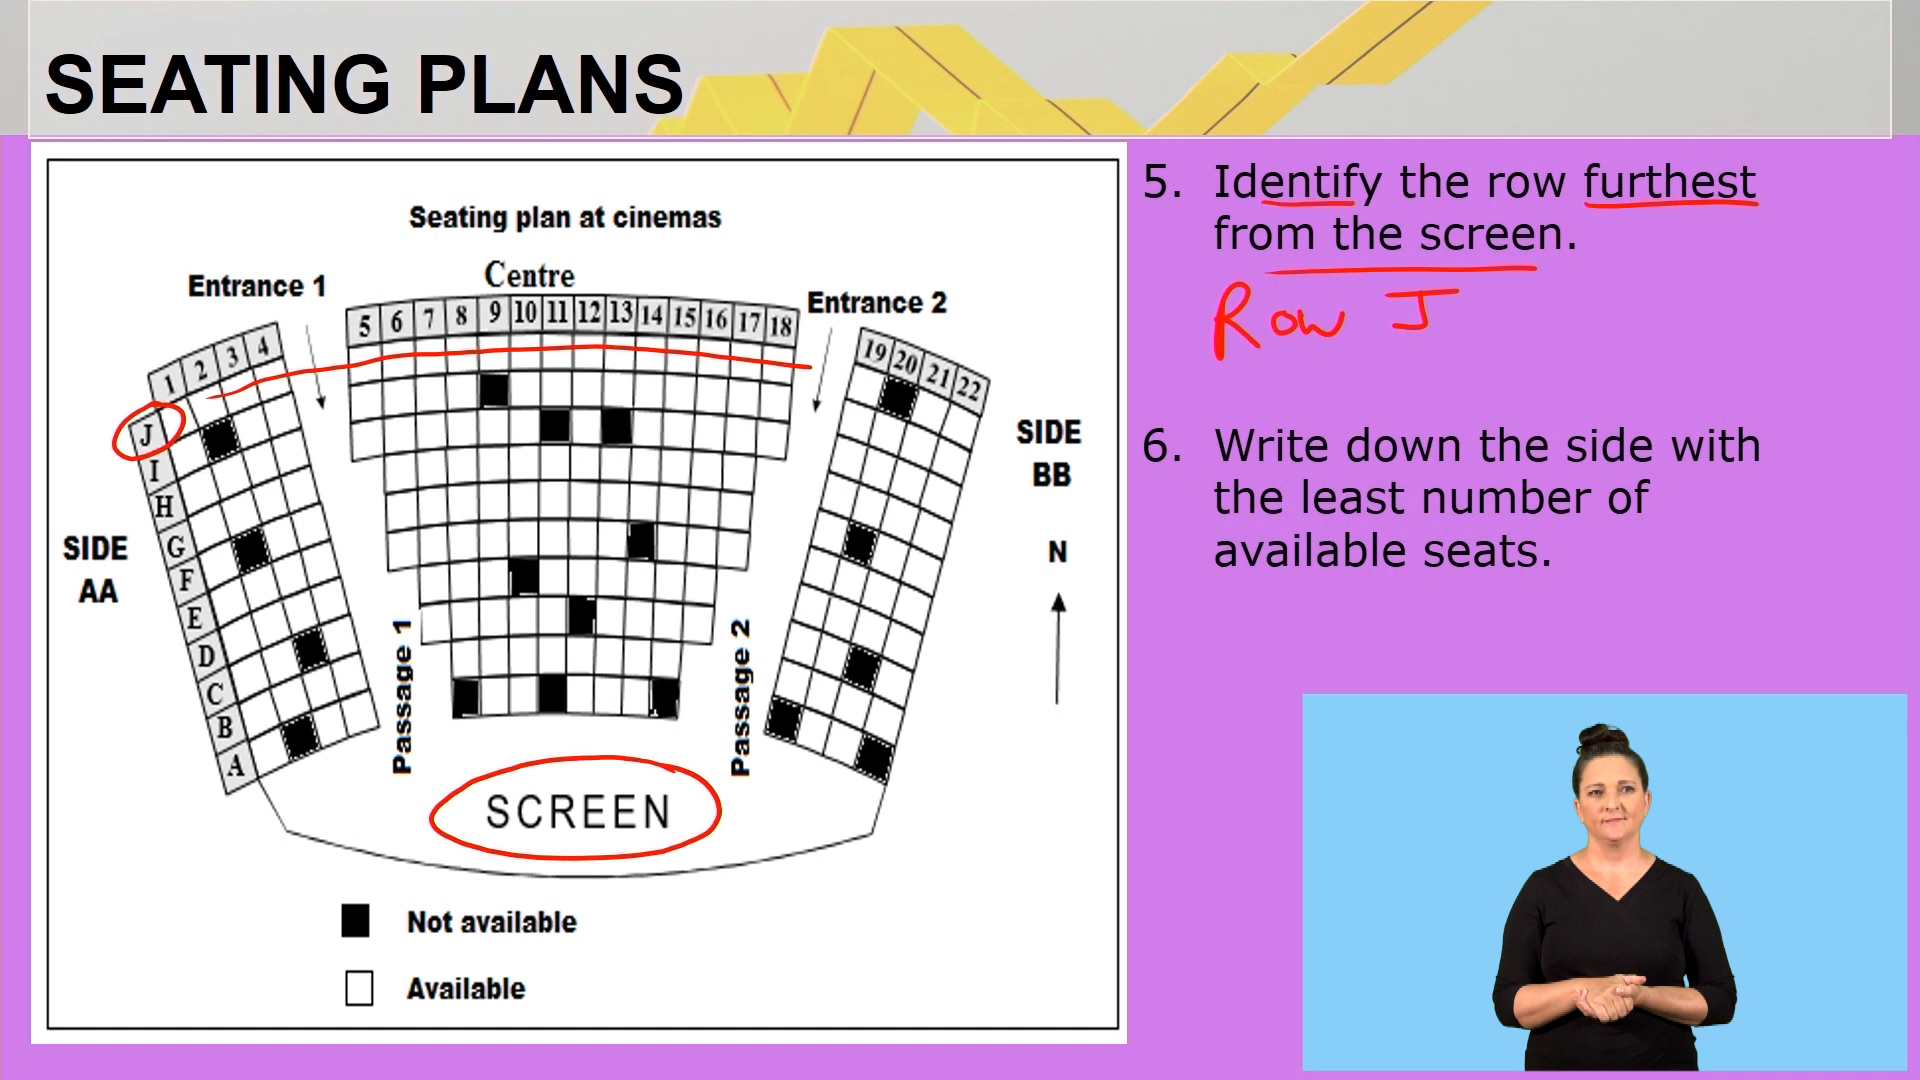 SEATING PLANS
Seating plan at cinemas
Centre
Entrance 1
Entrance 2
1 2 3 4
5 6 7 8 9 10 11 12 13 14 15 16 17 18
19 20 21 22
J
I
H
G
F
E
D
C
B
A
SIDE
AA
SIDE
BB
N
Passage 1
Passage 2
SCREEN
Not available
Available
5. Identify the row furthest
from the screen.
Row J
6. Write down the side with
the least number of
available seats.